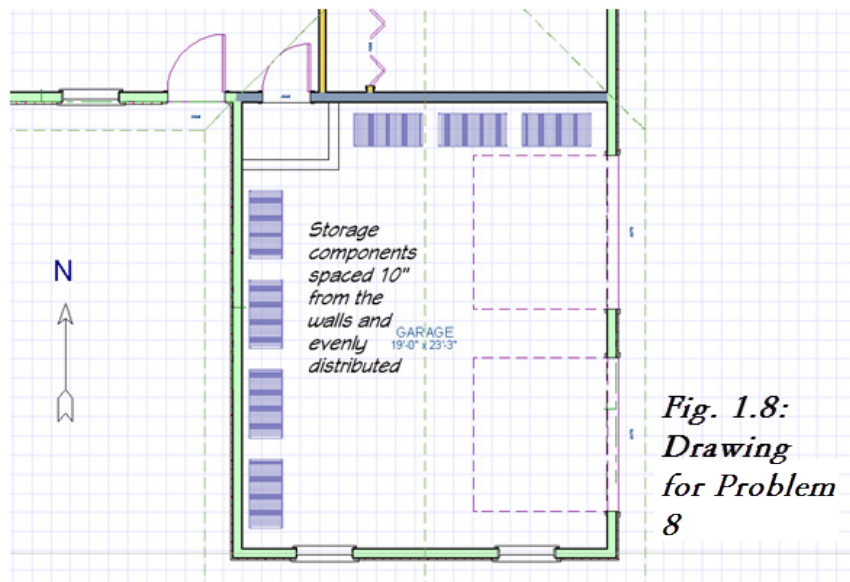 N
Storage
components
spaced 10"
from the
walls and
evenly
distributed
GARAGE
19'-0" x 23'-3"
Fig. 1.8:
Drawing
for Problem
8